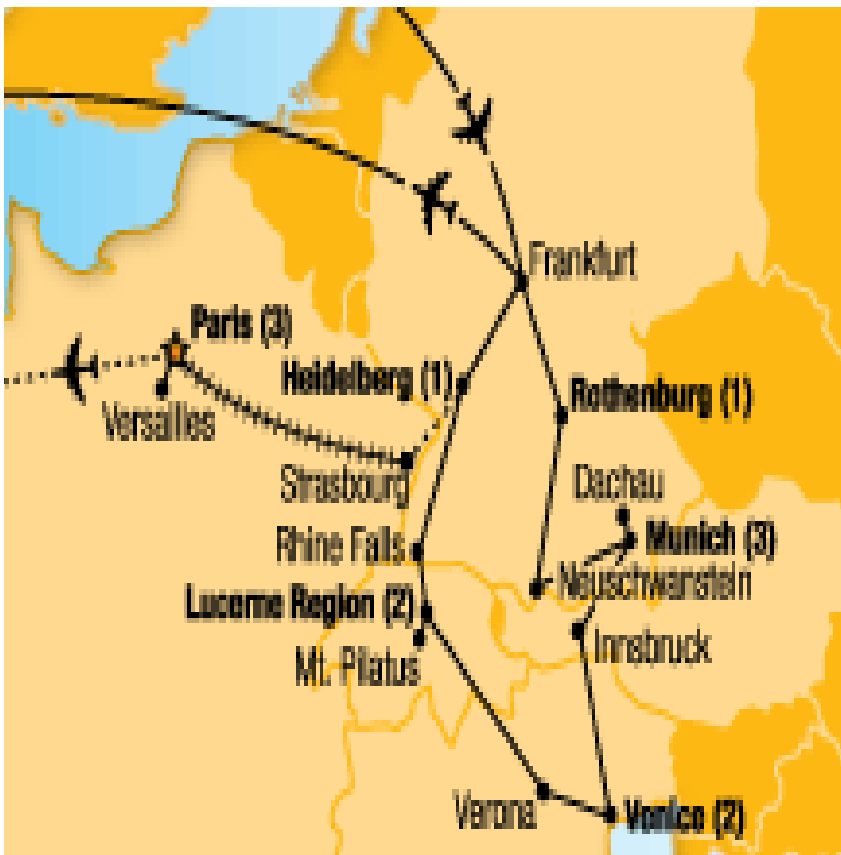 Frankfurt
Paris (3)
Heidelberg (1)
Rothenburg (1)
Versailles
Strasbourg
Dachau
Rhine Falls
Munich (3)
Neuschwanstein
Lucerne Region (2)
Innsbruck
Mt. Pilatus
Verona
Venice (2)